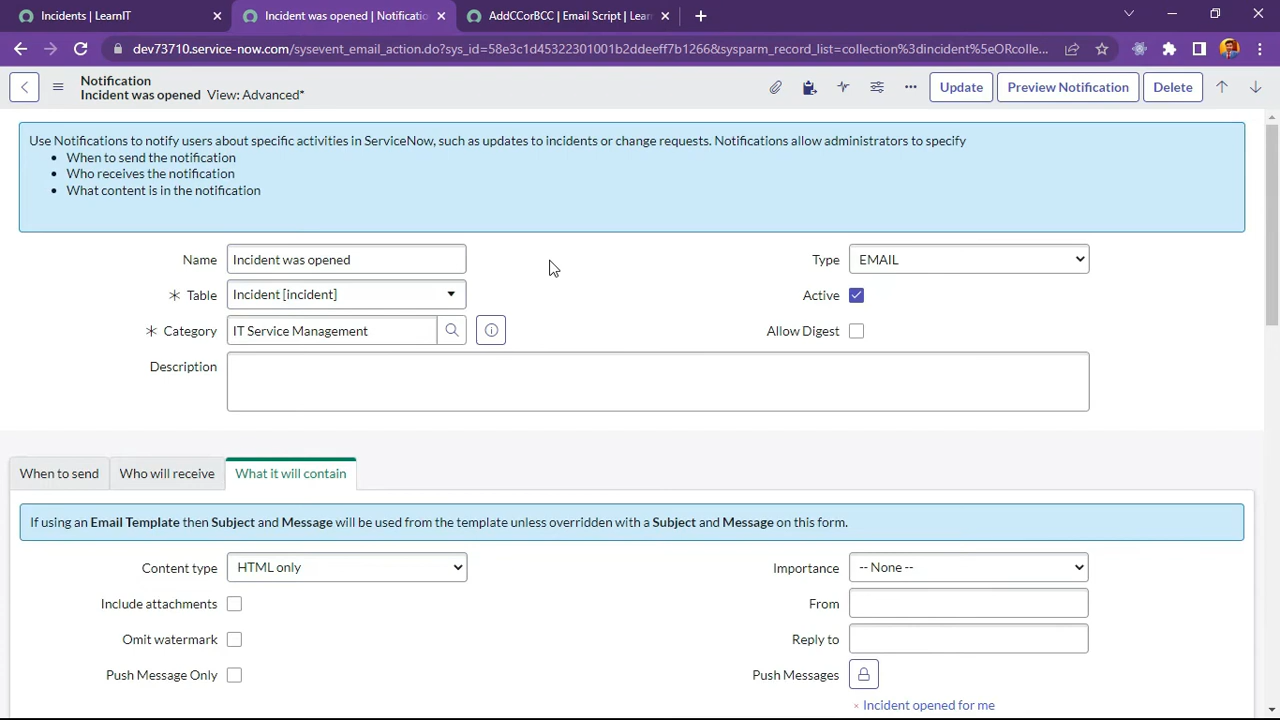 Incidents | LearnIT
Incident was opened | Notificatio
AddCCorBCC | Email Script | Learn
dev73710.service-now.com/sysevent_email_action.do?sys_id=58e3c1d45322301001b2ddeeff7b1266&sysparm_record_list=collection%3dincident%5eORcolle...
Notification
Incident was opened View: Advanced*
Update
Preview Notification
Delete
Use Notifications to notify users about specific activities in ServiceNow, such as updates to incidents or change requests. Notifications allow administrators to specify
• When to send the notification
• Who receives the notification
• What content is in the notification
Name Incident was opened
Type EMAIL
* Table Incident [incident]
Active
* Category IT Service Management
Allow Digest
Description
When to send
Who will receive
What it will contain
If using an Email Template then Subject and Message will be used from the template unless overridden with a Subject and Message on this form.
Content type HTML only
Importance -- None --
Include attachments
From
Omit watermark
Reply to
Push Message Only
Push Messages
× Incident opened for me